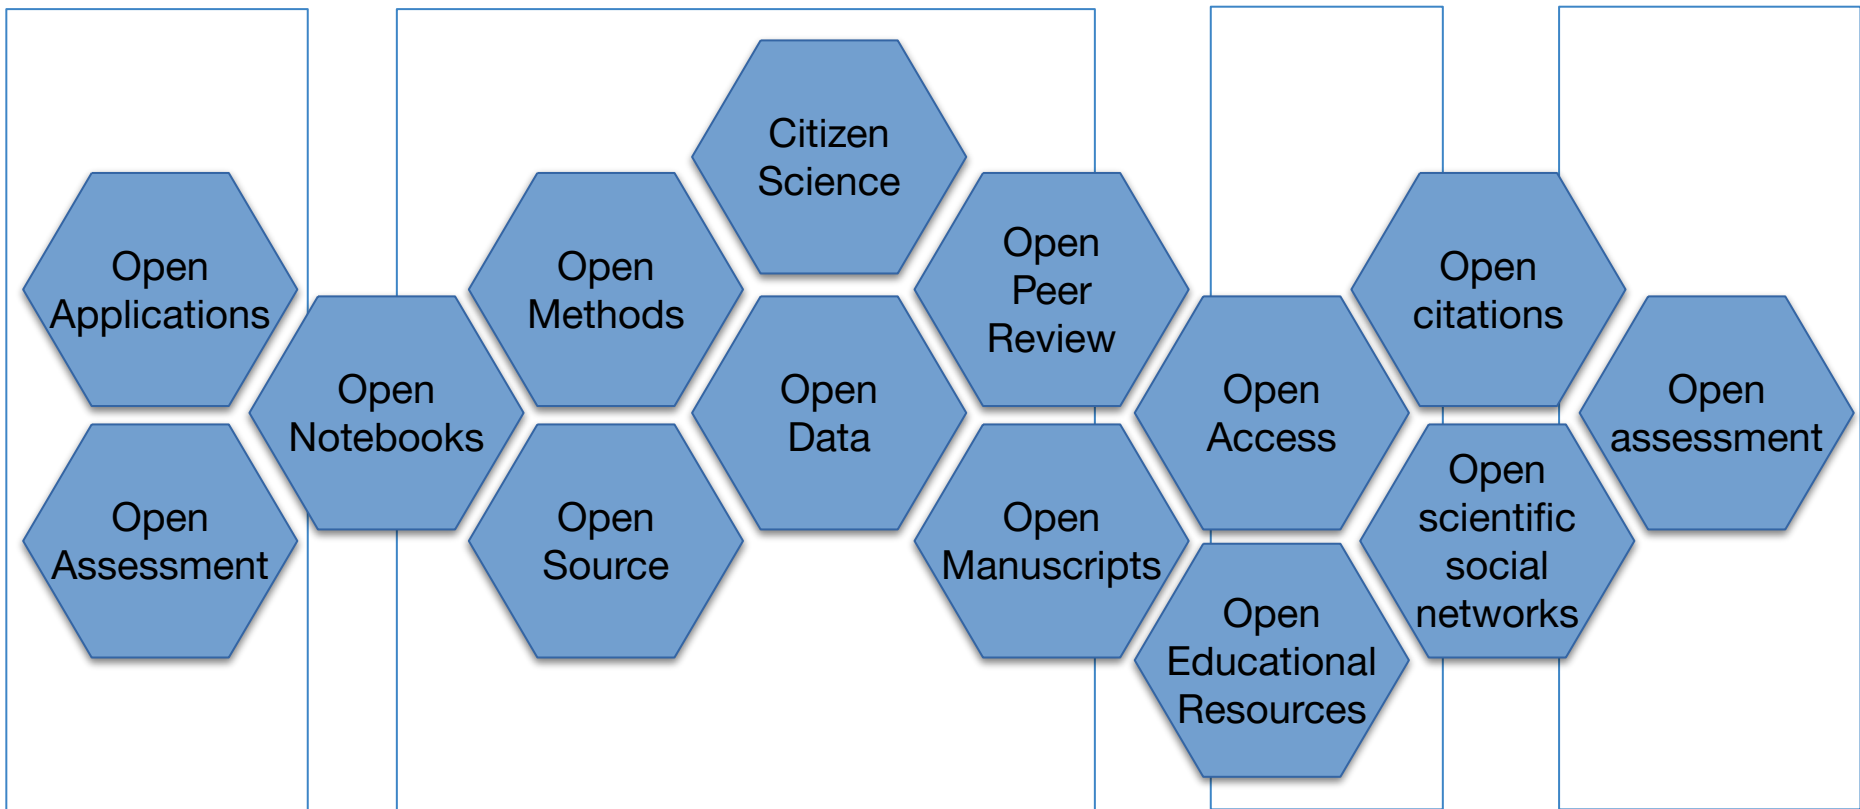 Open
Applications
Open
Assessment
Open
Notebooks
Open
Methods
Open
Source
Citizen
Science
Open
Data
Open
Peer
Review
Open
Manuscripts
Open
Access
Open
Educational
Resources
Open
citations
Open
scientific
social
networks
Open
assessment